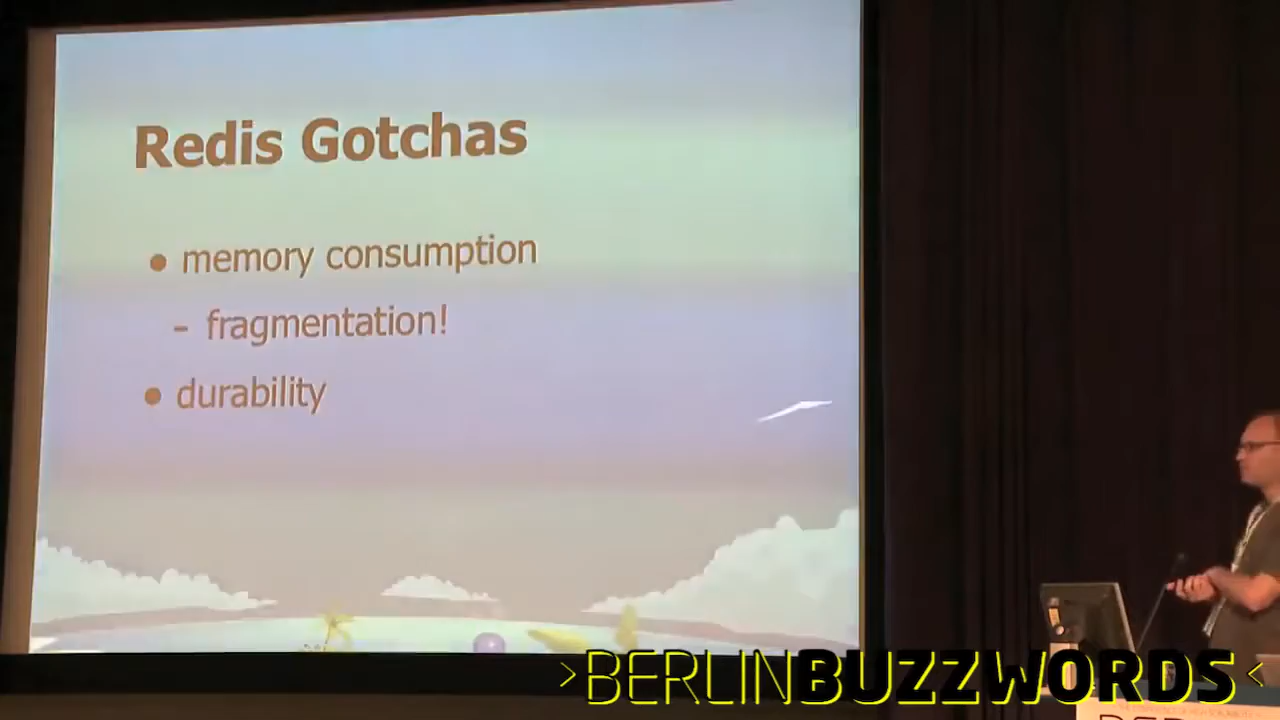 Redis Gotchas
• memory consumption
– fragmentation!
• durability
>BERLINBUZZWORDS<